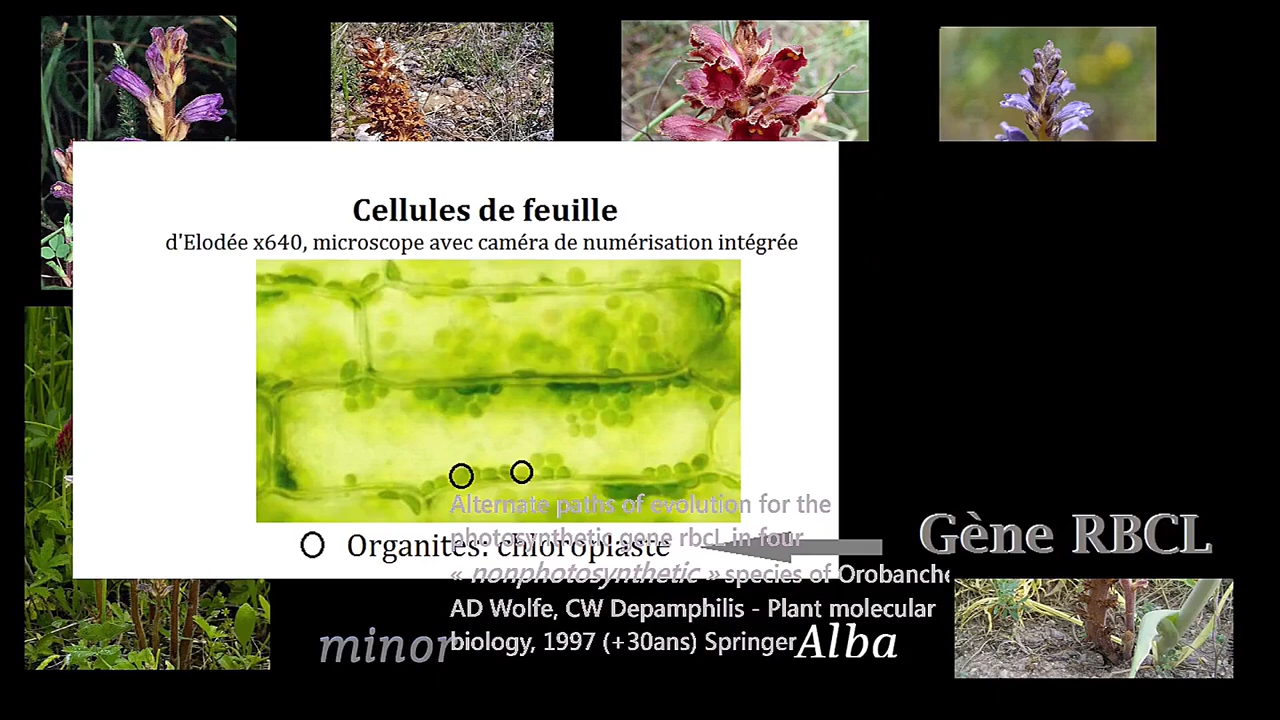 Cellules de feuille
d'Elodée x640, microscope avec caméra de numérisation intégrée
Alternate paths of evolution for the
photosynthetic gene rbcL in four
« nonphotosynthetic » species of Orobanche
AD Wolfe, CW Depamphilis - Plant molecular
biology, 1997 (+30ans) Springer
Organites: chloroplaste
Gène RBCL
minor
Alba